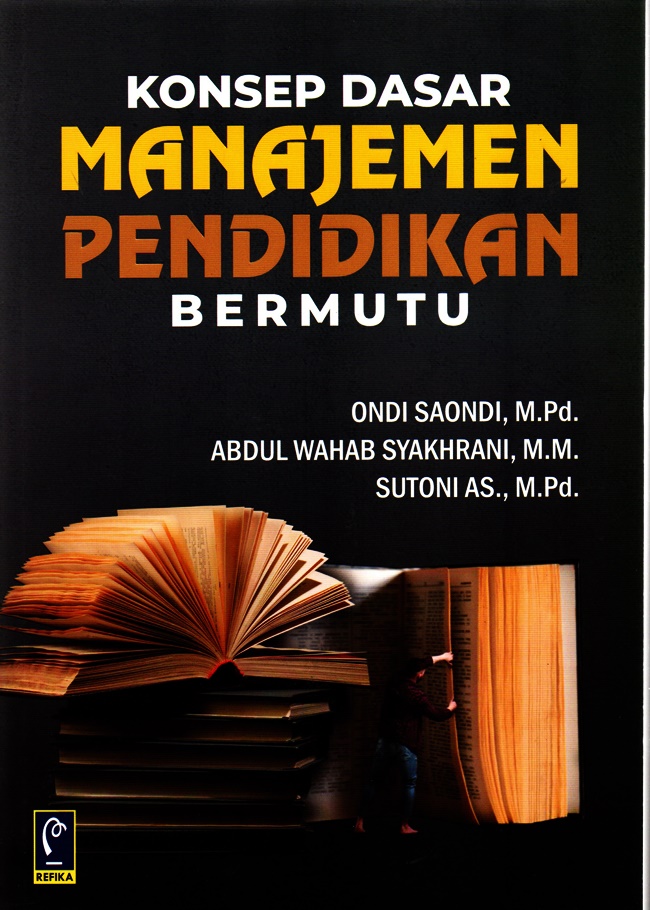 KONSEP DASAR
MANAJEMEN
PENDIDIKAN
BERMUTU
ONDI SAONDI, M.Pd.
ABDUL WAHAB SYAKHRANI, M.M.
SUTONI AS., M.Pd.
REFIKA